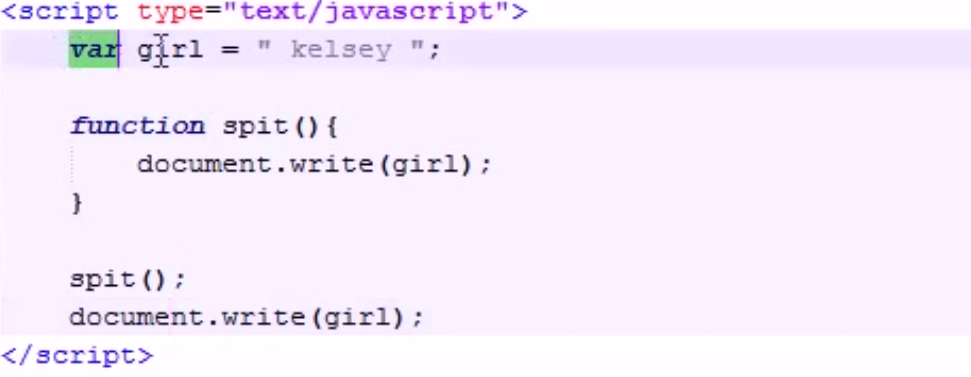 <script type="text/javascript">
var girl = " kelsey ";
function spit(){
document.write(girl);
}
spit();
document.write(girl);
</script>